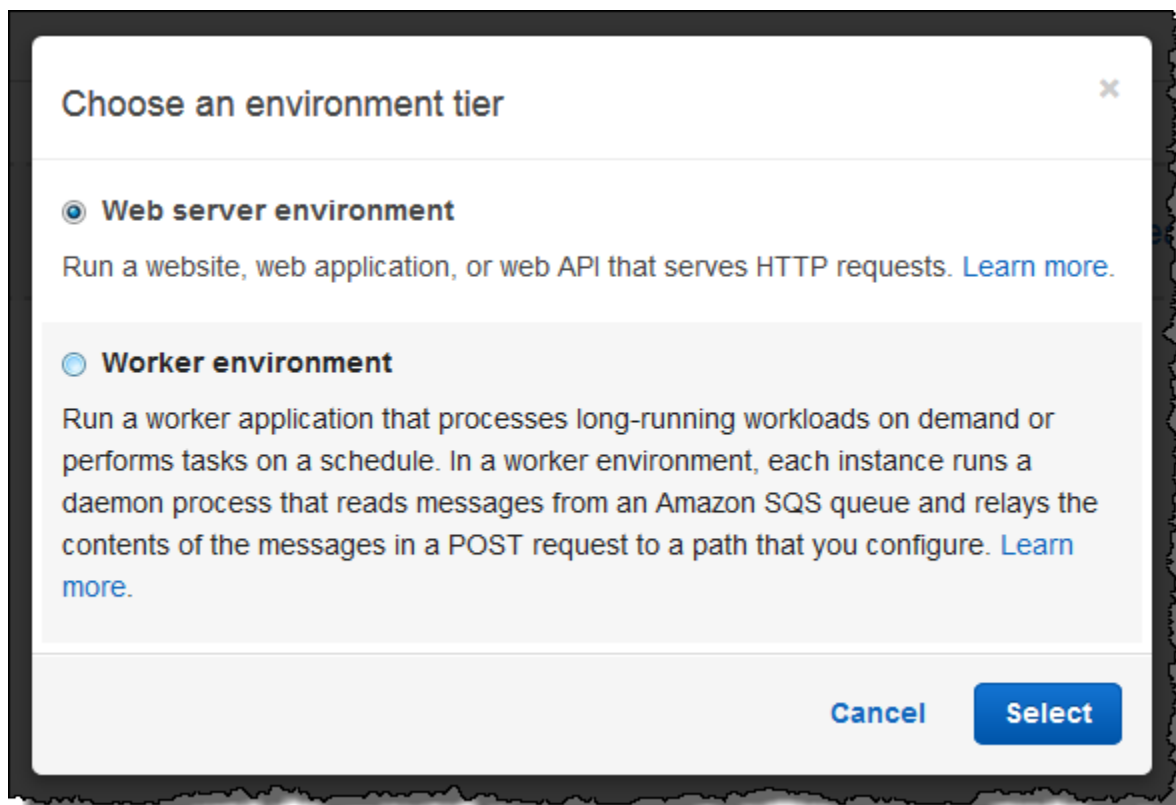 Choose an environment tier
Web server environment
Run a website, web application, or web API that serves HTTP requests. Learn more.
Worker environment
Run a worker application that processes long-running workloads on demand or
performs tasks on a schedule. In a worker environment, each instance runs a
daemon process that reads messages from an Amazon SQS queue and relays the
contents of the messages in a POST request to a path that you configure. Learn
more.
Cancel Select